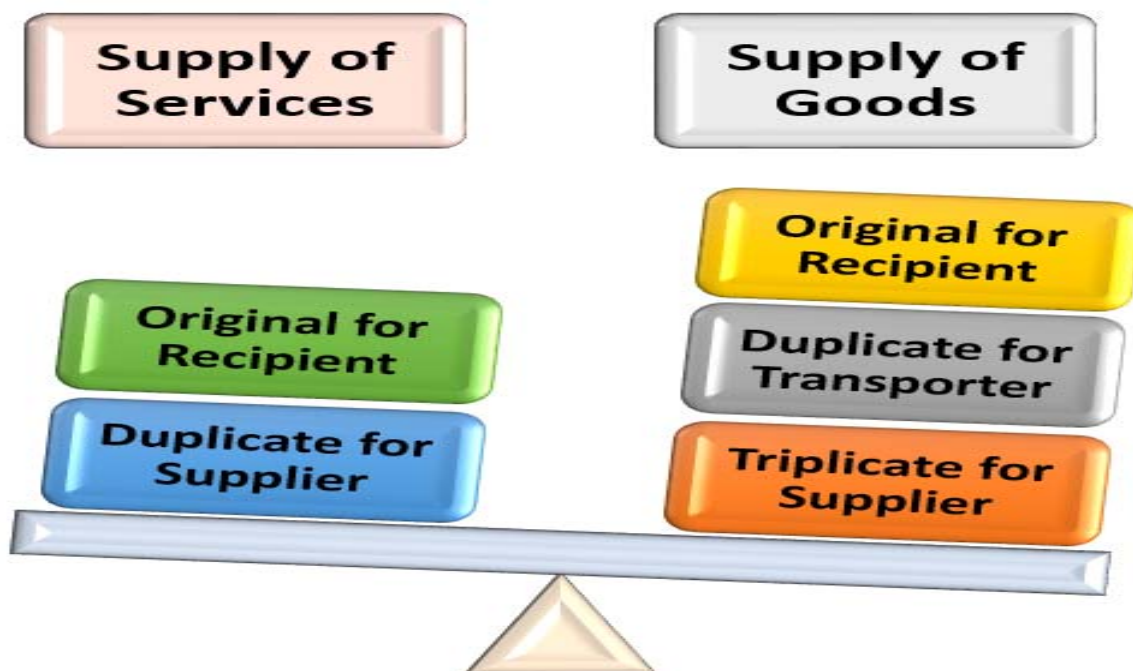 Supply of
Services
Supply of
Goods
Original for
Recipient
Duplicate for
Supplier
Original for
Recipient
Duplicate for
Transporter
Triplicate for
Supplier